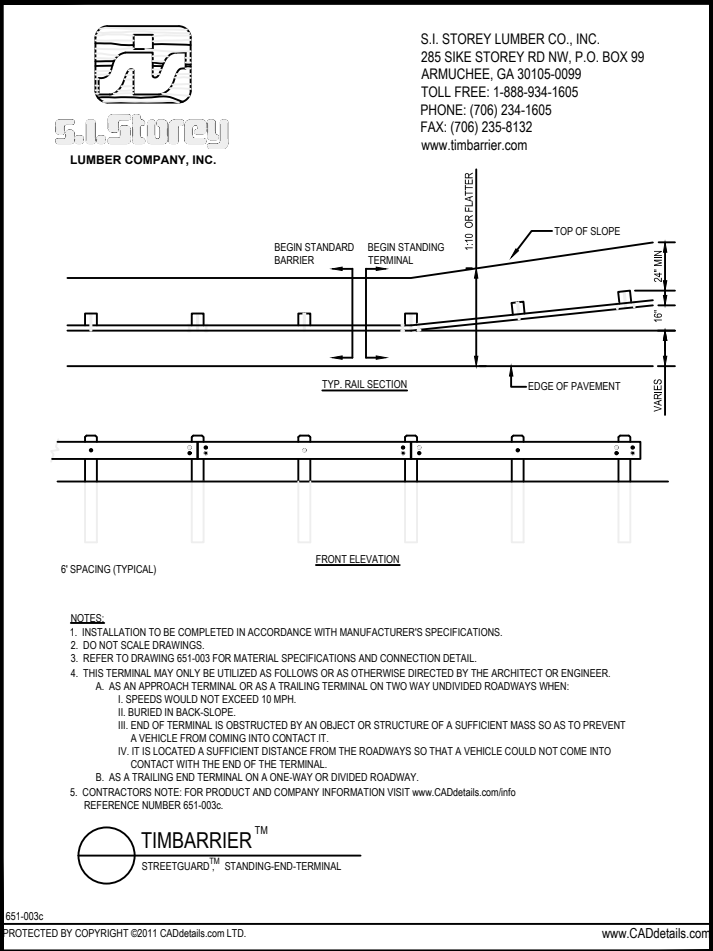 S.I. STOREY LUMBER CO., INC.
285 SIKE STOREY RD NW, P.O. BOX 99
ARMUCHEE, GA 30105-0099
TOLL FREE: 1-888-934-1605
PHONE: (706) 234-1605
FAX: (706) 235-8132
www.timbarrier.com
s.i.Storey
LUMBER COMPANY, INC.
1:10 OR FLATTER
TOP OF SLOPE
BEGIN STANDARD
BARRIER
BEGIN STANDING
TERMINAL
24" MIN
16"
VARIES
TYP. RAIL SECTION
EDGE OF PAVEMENT
FRONT ELEVATION
6' SPACING (TYPICAL)
NOTES:
1. INSTALLATION TO BE COMPLETED IN ACCORDANCE WITH MANUFACTURER'S SPECIFICATIONS.
2. DO NOT SCALE DRAWINGS.
3. REFER TO DRAWING 651-003 FOR MATERIAL SPECIFICATIONS AND CONNECTION DETAIL.
4. THIS TERMINAL MAY ONLY BE UTILIZED AS FOLLOWS OR AS OTHERWISE DIRECTED BY THE ARCHITECT OR ENGINEER.
A. AS AN APPROACH TERMINAL OR AS A TRAILING TERMINAL ON TWO WAY UNDIVIDED ROADWAYS WHEN:
I. SPEEDS WOULD NOT EXCEED 10 MPH.
II. BURIED IN BACK-SLOPE.
III. END OF TERMINAL IS OBSTRUCTED BY AN OBJECT OR STRUCTURE OF A SUFFICIENT MASS SO AS TO PREVENT
A VEHICLE FROM COMING INTO CONTACT IT.
IV. IT IS LOCATED A SUFFICIENT DISTANCE FROM THE ROADWAYS SO THAT A VEHICLE COULD NOT COME INTO
CONTACT WITH THE END OF THE TERMINAL.
B. AS A TRAILING END TERMINAL ON A ONE-WAY OR DIVIDED ROADWAY.
5. CONTRACTORS NOTE: FOR PRODUCT AND COMPANY INFORMATION VISIT www.CADdetails.com/info
REFERENCE NUMBER 651-003c.
TIMBARRIER™
STREETGUARD™, STANDING-END-TERMINAL
651-003c
PROTECTED BY COPYRIGHT ©2011 CADdetails.com LTD.
www.CADdetails.com